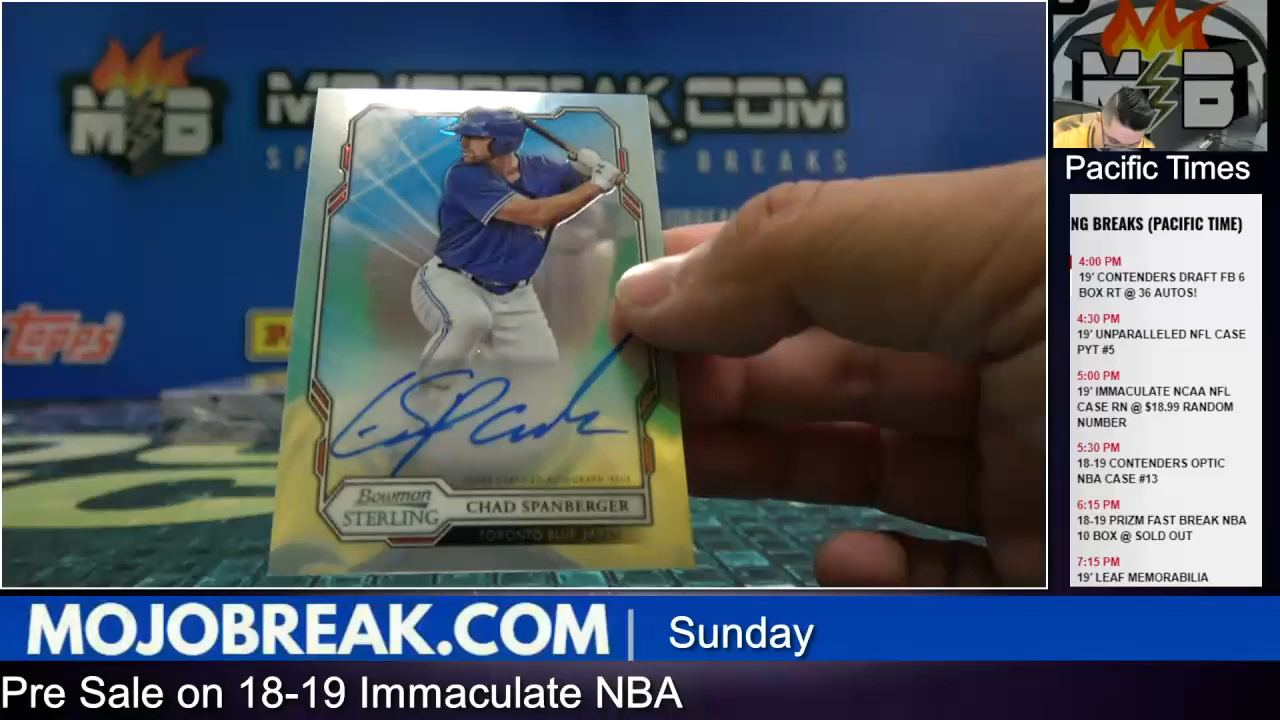 M B
MOJOBREAK.COM
Topps
Bowman
STERLING
CHAD SPANBERGER
TORONTO BLUE JAYS
M B
Pacific Times
NG BREAKS (PACIFIC TIME)
4:00 PM
19' CONTENDERS DRAFT FB 6
BOX RT @ 36 AUTOS!
4:30 PM
19' UNPARALLELED NFL CASE
PYT #5
5:00 PM
19' IMMACULATE NCAA NFL
CASE RN @ $18.99 RANDOM
NUMBER
5:30 PM
18-19 CONTENDERS OPTIC
NBA CASE #13
6:15 PM
18-19 PRIZM FAST BREAK NBA
10 BOX @ SOLD OUT
7:15 PM
19' LEAF MEMORABILIA
MOJOBREAK.COM | Sunday
Pre Sale on 18-19 Immaculate NBA